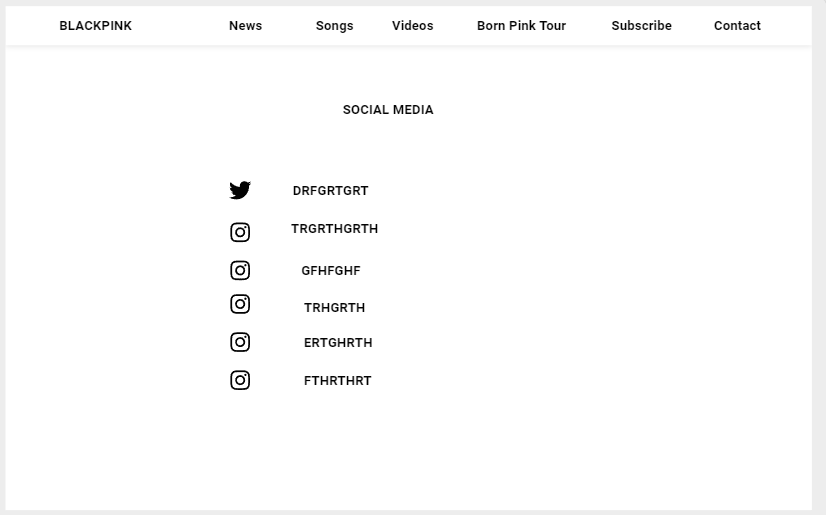 BLACKPINK News Songs Videos Born Pink Tour Subscribe Contact
SOCIAL MEDIA
DRFGRTGRT
TRGRTHGRTH
GFHFGHF
TRHGRTH
ERTGHRTH
FTHRTHRT